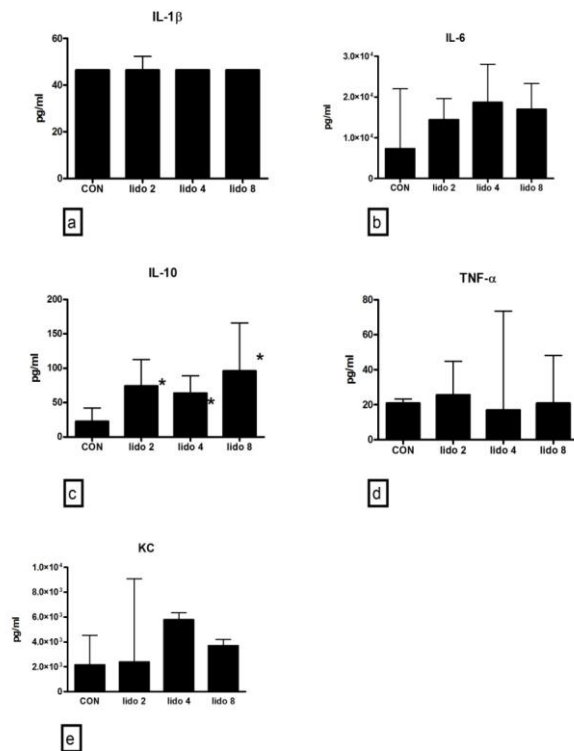 IL-1β
60
40
20
0
pg/ml
CON lido 2 lido 4 lido 8
a
IL-6
3.0×10⁴
2.0×10⁴
1.0×10⁴
0
pg/ml
CON lido 2 lido 4 lido 8
b
IL-10
200
150
100
50
0
pg/ml
* * *
CON lido 2 lido 4 lido 8
c
TNF-α
80
60
40
20
0
pg/ml
CON lido 2 lido 4 lido 8
d
KC
1.0×10⁴
8.0×10³
6.0×10³
4.0×10³
2.0×10³
0
pg/ml
CON lido 2 lido 4 lido 8
e